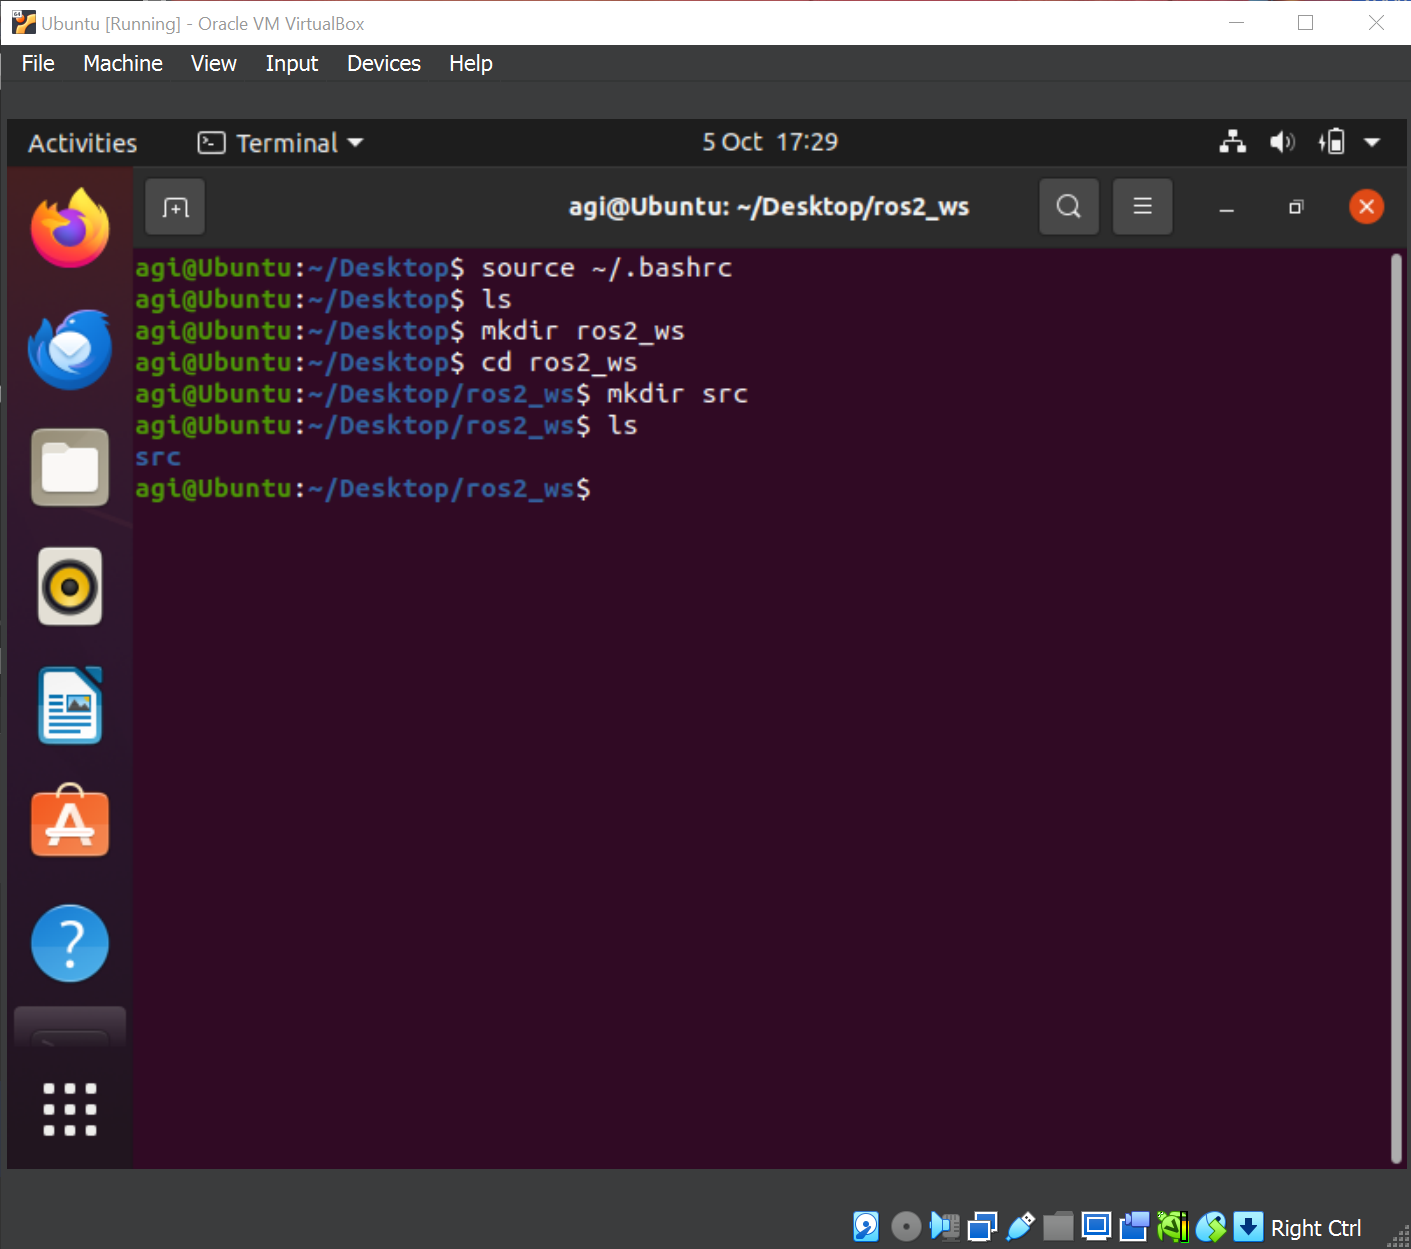 Ubuntu [Running] - Oracle VM VirtualBox
File Machine View Input Devices Help
Activities Terminal 5 Oct 17:29
agi@Ubuntu: ~/Desktop/ros2_ws
agi@Ubuntu:~/Desktop$ source ~/.bashrc
agi@Ubuntu:~/Desktop$ ls
agi@Ubuntu:~/Desktop$ mkdir ros2_ws
agi@Ubuntu:~/Desktop$ cd ros2_ws
agi@Ubuntu:~/Desktop/ros2_ws$ mkdir src
agi@Ubuntu:~/Desktop/ros2_ws$ ls
src
agi@Ubuntu:~/Desktop/ros2_ws$
Right Ctrl